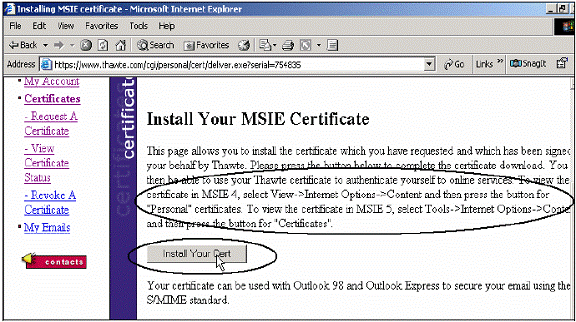 Installing MSIE certificate - Microsoft Internet Explorer
File Edit View Favorites Tools Help
Back Search Favorites
Address https://www.thawte.com/cgi/personal/cert/deliver.exe?serial=754835 Go Links » SnagIt
My Account
Certificates
- Request A
Certificate
- View
Certificate
Status
- Revoke A
Certificate
My Emails
contacts
certificat
certific
Install Your MSIE Certificate
This page allows you to install the certificate which you have requested and which has been signed
your behalf by Thawte. Please press the button below to complete the certificate download. You
then be able to use your Thawte certificate to authenticate yourself to online services. To view the
certificate in MSIE 4, select View->Internet Options->Content and then press the button for
"Personal" certificates. To view the certificate in MSIE 5, select Tools->Internet Options->Conte
and then press the button for "Certificates".
Install Your Cert
Your certificate can be used with Outlook 98 and Outlook Express to secure your email using the
S/MIME standard.